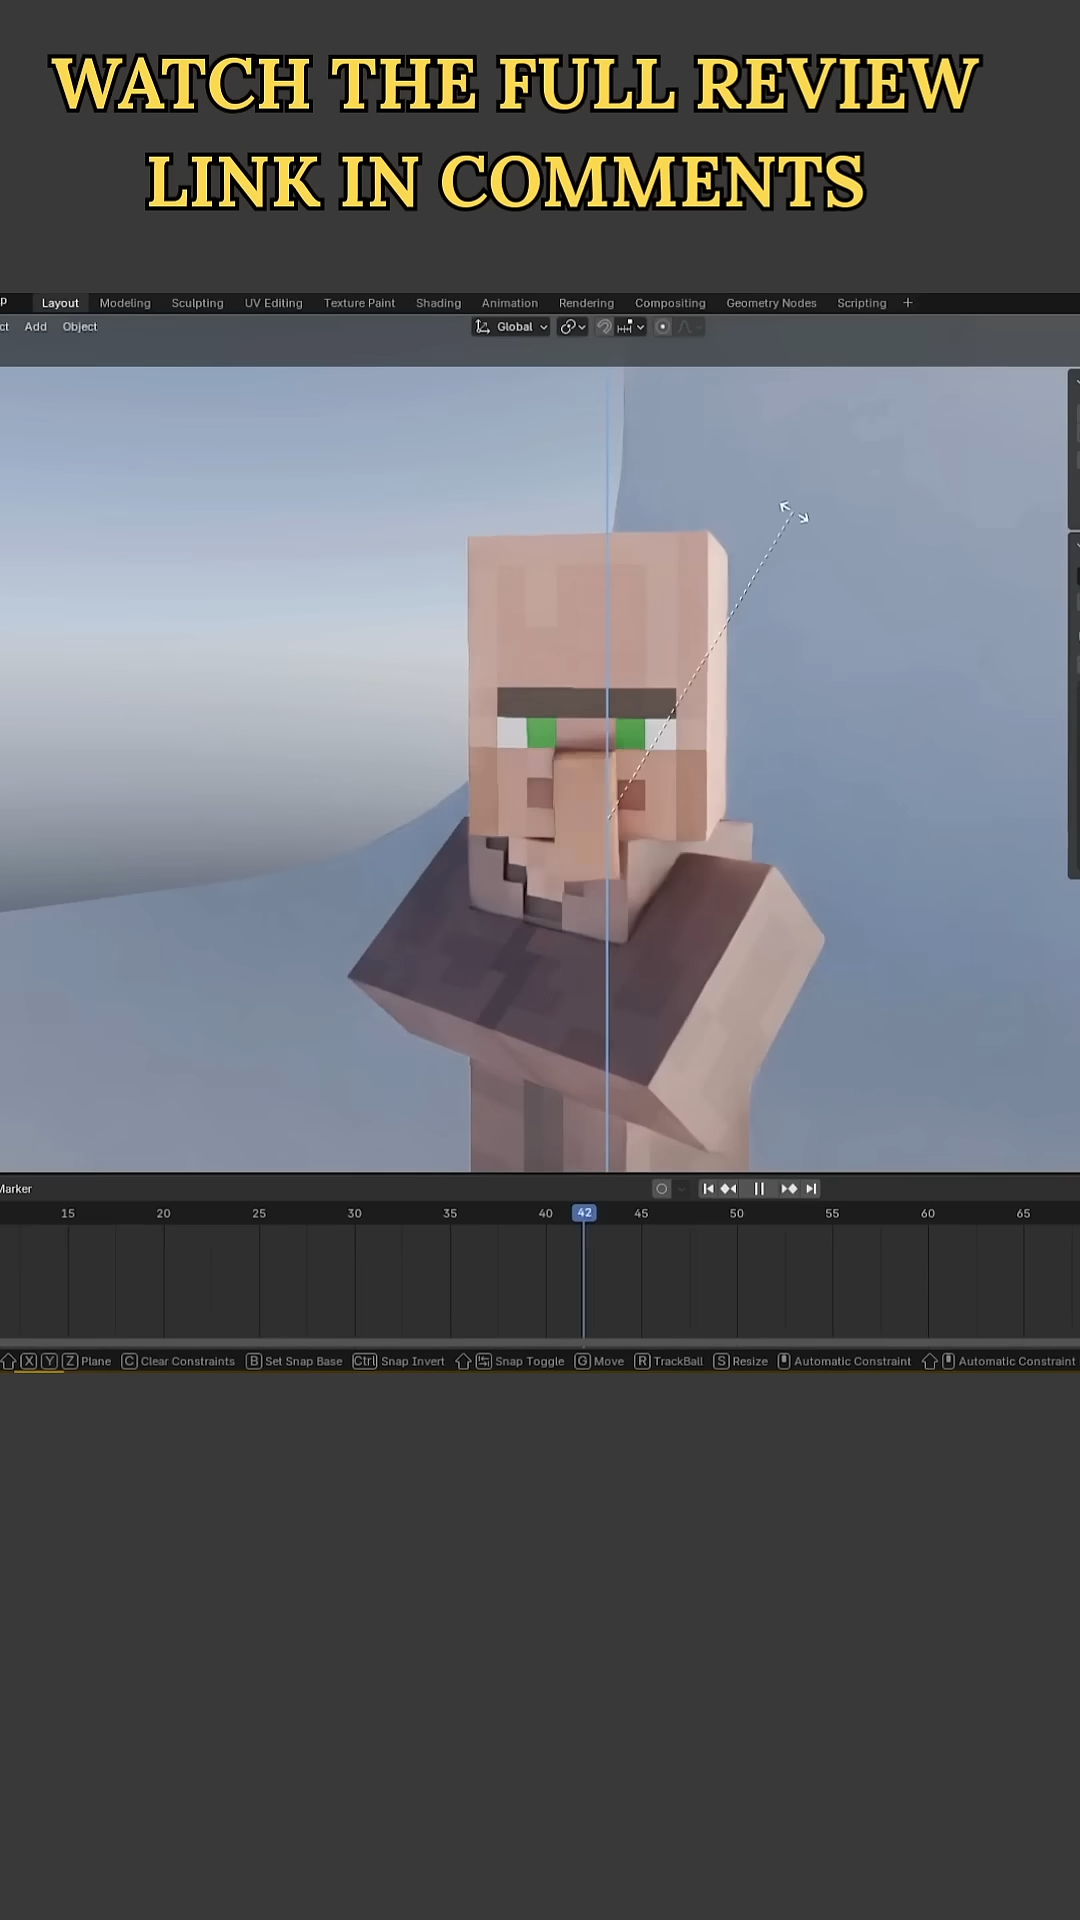 WATCH THE FULL REVIEW
LINK IN COMMENTS
p Layout Modeling Sculpting UV Editing Texture Paint Shading Animation Rendering Compositing Geometry Nodes Scripting +
ct Add Object Global
Marker
15 20 25 30 35 40 42 45 50 55 60 65
X Y Z Plane C Clear Constraints B Set Snap Base Ctrl Snap Invert Snap Toggle G Move R TrackBall S Resize Automatic Constraint Automatic Constraint